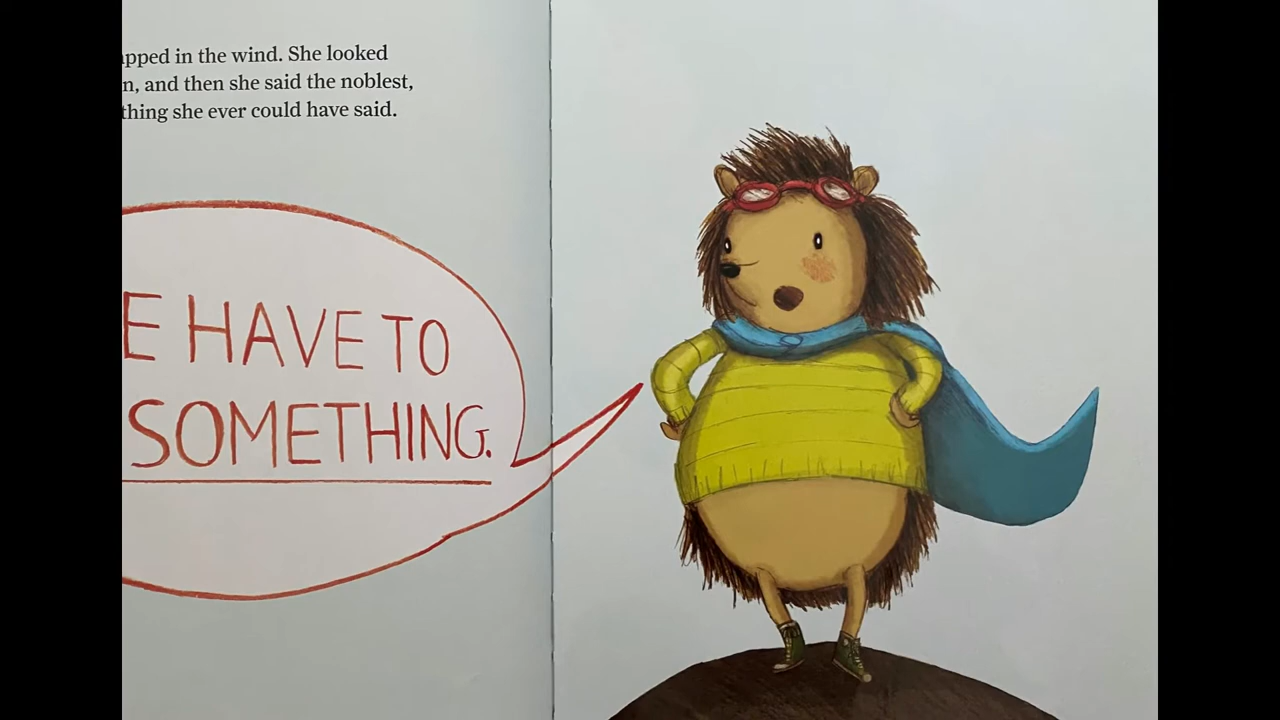 in the wind. She looked
and then she said the noblest,
thing she ever could have said.
HAVE TO
SOMETHING.